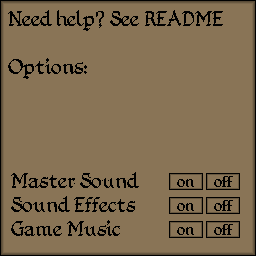 Need help? See README
Options:
Master Sound on off
Sound Effects on off
Game Music on off